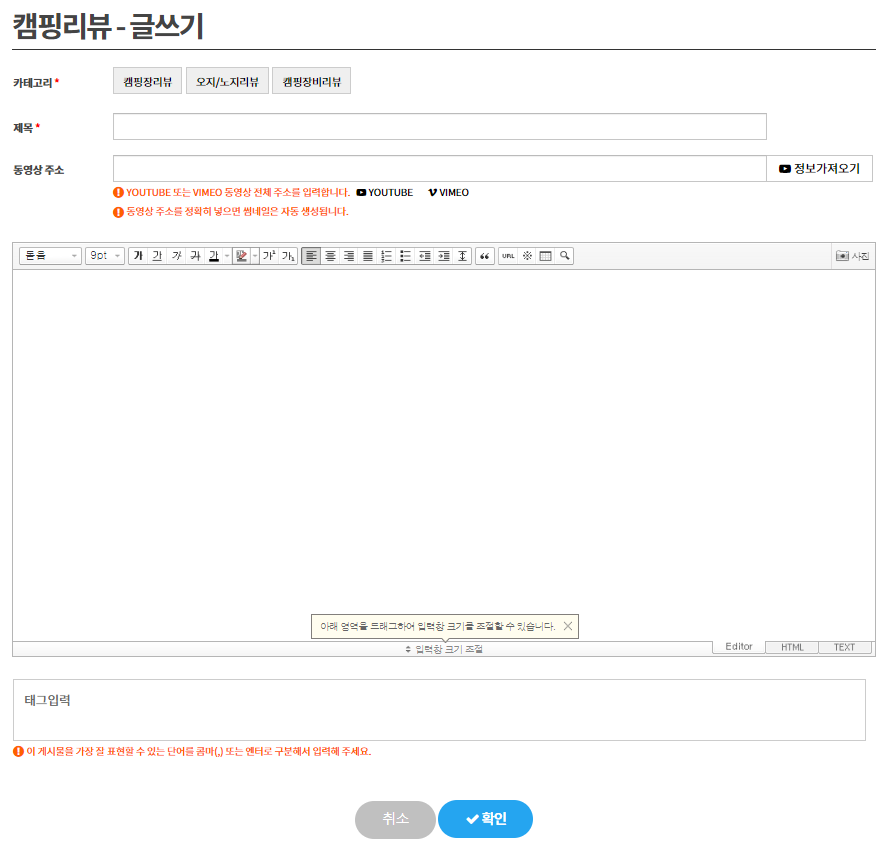 캠핑리뷰 - 글쓰기
카테고리 * 캠핑장리뷰 오지/노지리뷰 캠핑장비리뷰
제목 *
동영상 주소 정보가져오기
YOUTUBE 또는 VIMEO 동영상 전체 주소를 입력합니다. YOUTUBE VIMEO
동영상 주소를 정확히 넣으면 썸네일은 자동 생성됩니다.
돋움 9pt 가 가 가 가 가 가¹ 가₁ “ URL ※ 사진
아래 영역을 드래그하여 입력창 크기를 조절할 수 있습니다.
입력창 크기 조절 Editor HTML TEXT
태그입력
이 게시물을 가장 잘 표현할 수 있는 단어를 콤마(,) 또는 엔터로 구분해서 입력해 주세요.
취소 확인